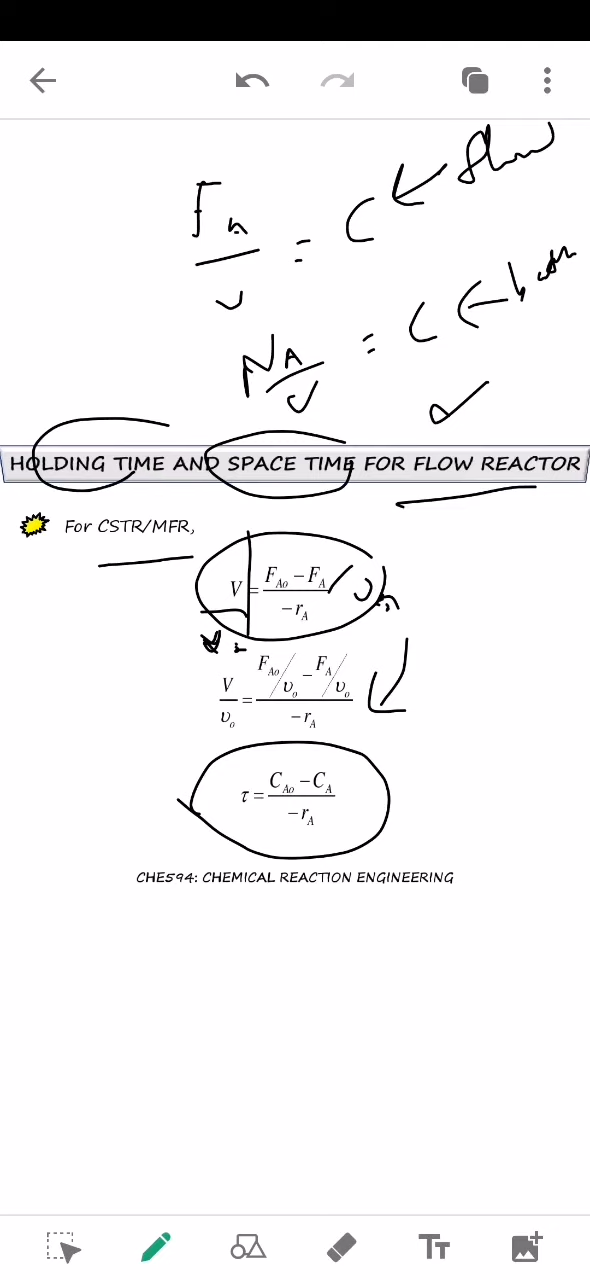 F_A/υ = C ← flow
N_A/V = C ← batch
HOLDING TIME AND SPACE TIME FOR FLOW REACTOR
For CSTR/MFR,
V = (F_Ao − F_A)/(−r_A)
V/υ_o = (F_Ao/υ_o − F_A/υ_o)/(−r_A)
τ = (C_Ao − C_A)/(−r_A)
CHE594: CHEMICAL REACTION ENGINEERING
TT